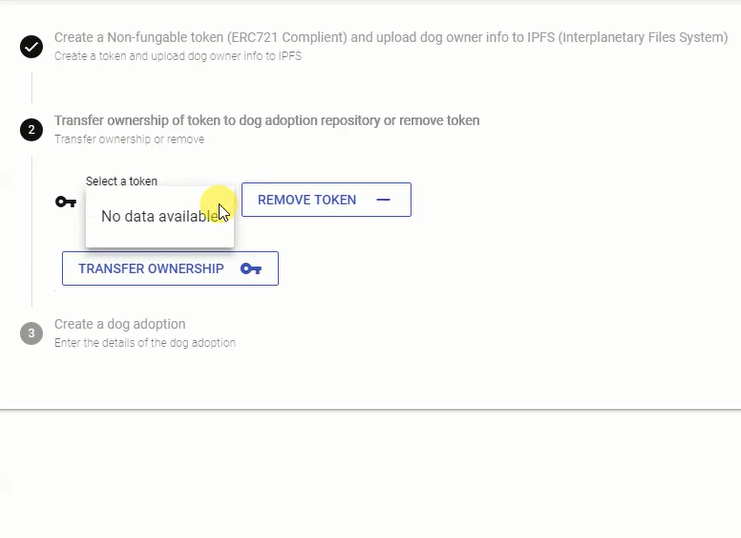 Create a Non-fungable token (ERC721 Complient) and upload dog owner info to IPFS (Interplanetary Files System)
Create a token and upload dog owner info to IPFS
2
Transfer ownership of token to dog adoption repository or remove token
Transfer ownership or remove
Select a token
No data available
REMOVE TOKEN
TRANSFER OWNERSHIP
3
Create a dog adoption
Enter the details of the dog adoption